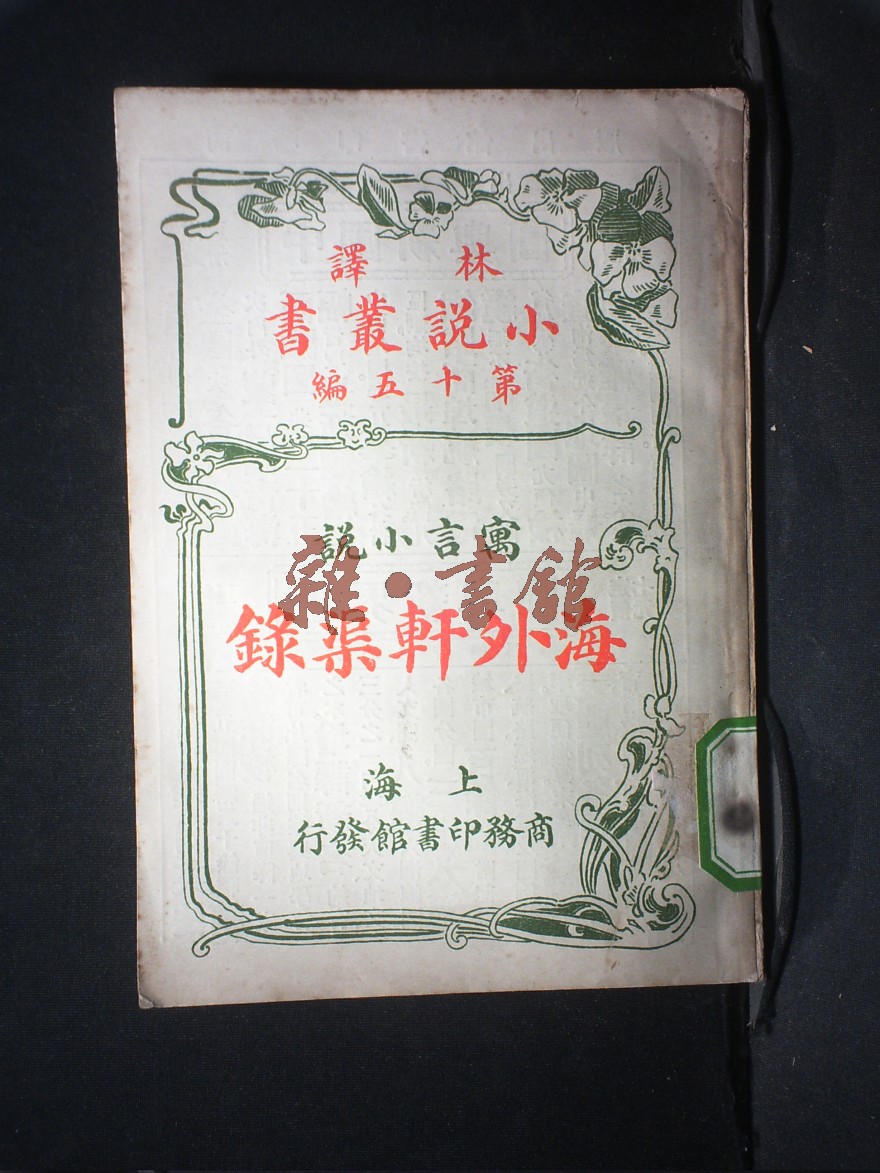 林譯
小說叢書
第十五編
寓言小說
雜·書館
海外軒渠錄
上海
商務印書館發行